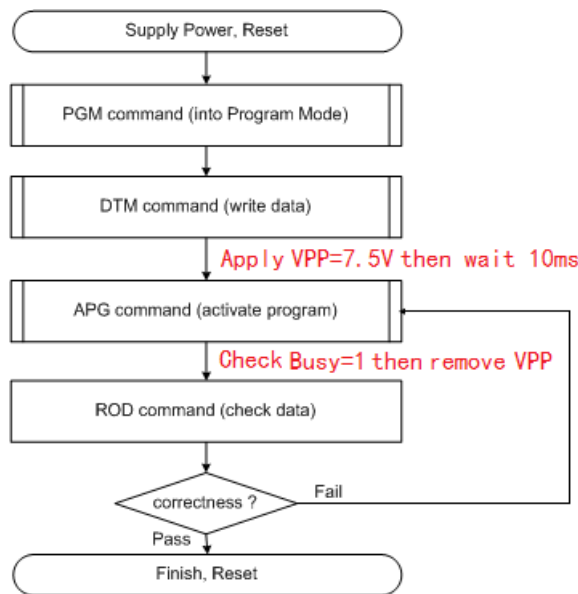 Supply Power, Reset
PGM command (into Program Mode)
DTM command (write data)
Apply VPP=7.5V then wait 10ms
APG command (activate program)
Check Busy=1 then remove VPP
ROD command (check data)
correctness ?
Fail
Pass
Finish, Reset